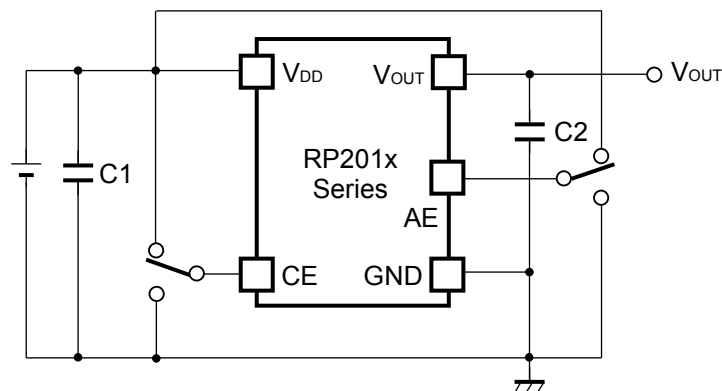 VDD
VOUT
VOUT
C1
RP201x
Series
C2
AE
CE
GND